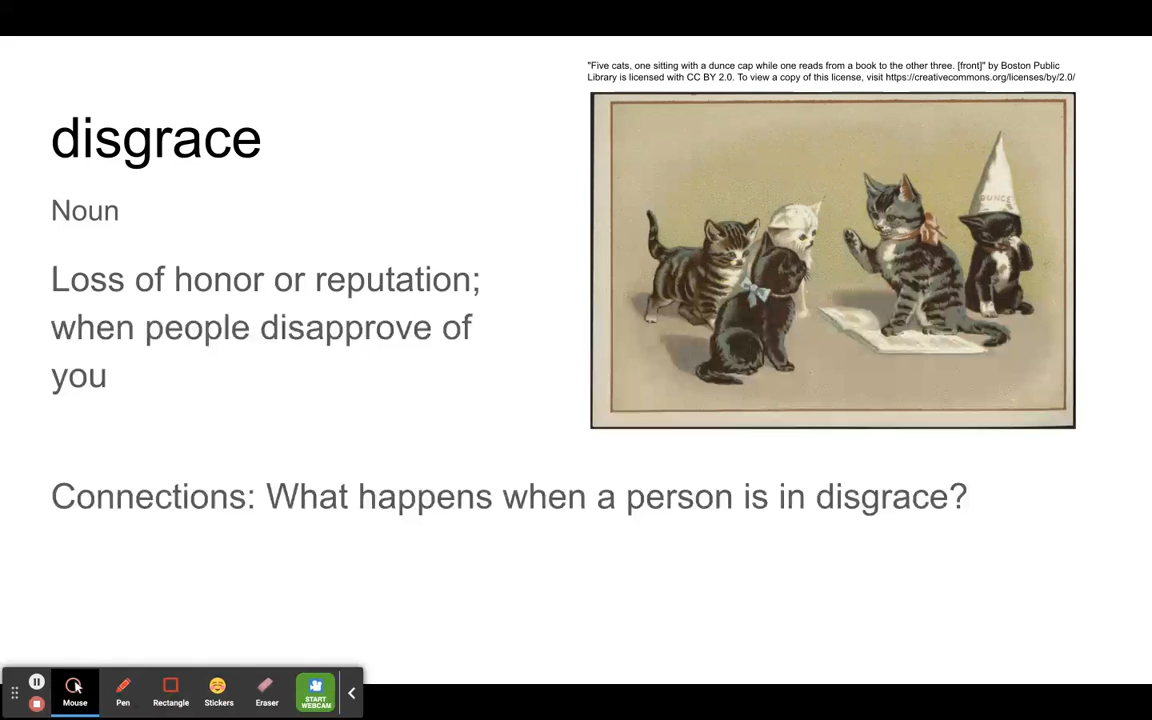 "Five cats, one sitting with a dunce cap while one reads from a book to the other three. [front]" by Boston Public
Library is licensed with CC BY 2.0. To view a copy of this license, visit https://creativecommons.org/licenses/by/2.0/
disgrace
Noun
Loss of honor or reputation;
when people disapprove of
you
DUNCE
Connections: What happens when a person is in disgrace?
Mouse
Pen
Rectangle
Stickers
Eraser
START
WEBCAM